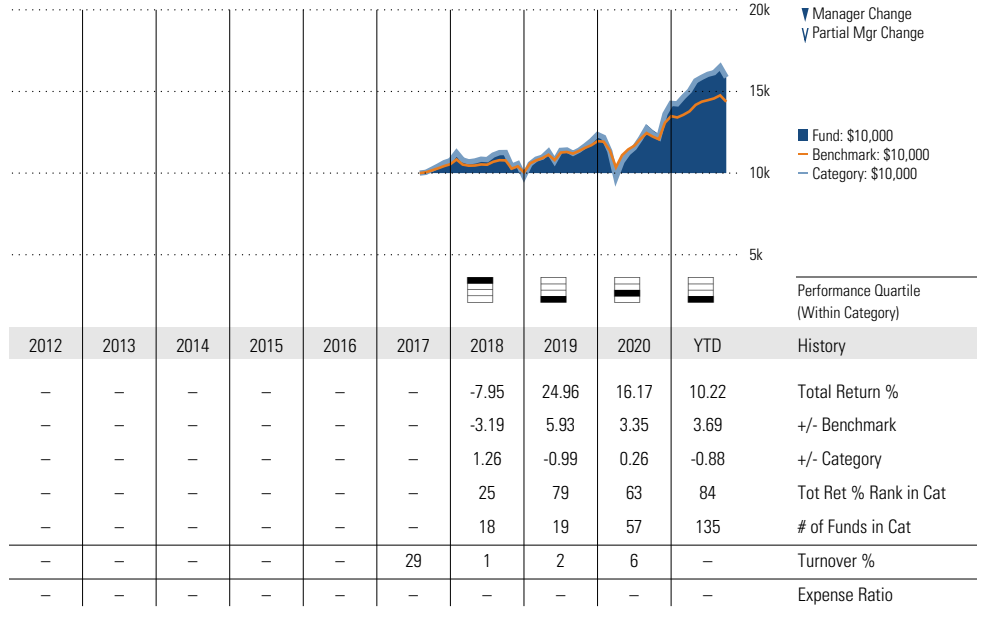 20k
15k
10k
5k
Manager Change
Partial Mgr Change
Fund: $10,000
Benchmark: $10,000
Category: $10,000
Performance Quartile
(Within Category)
2012 2013 2014 2015 2016 2017 2018 2019 2020 YTD History
– – – – – – -7.95 24.96 16.17 10.22 Total Return %
– – – – – – -3.19 5.93 3.35 3.69 +/- Benchmark
– – – – – – 1.26 -0.99 0.26 -0.88 +/- Category
– – – – – – 25 79 63 84 Tot Ret % Rank in Cat
– – – – – – 18 19 57 135 # of Funds in Cat
– – – – – 29 1 2 6 – Turnover %
– – – – – – – – – – Expense Ratio